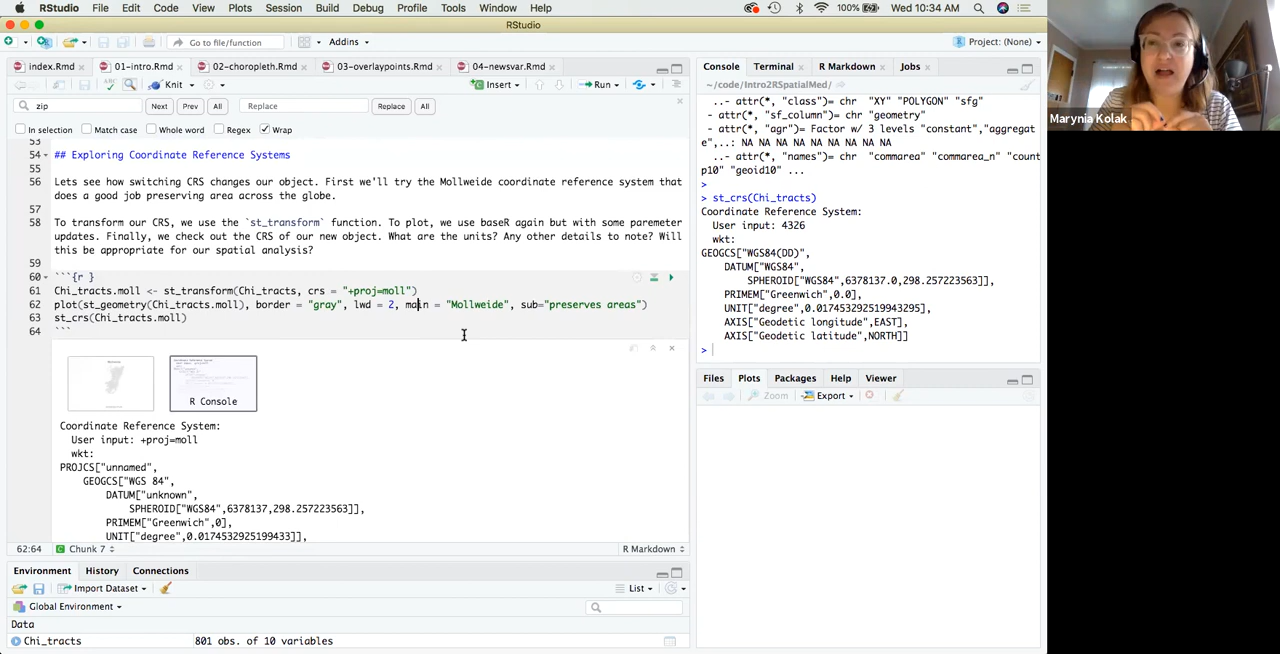 RStudio File Edit Code View Plots Session Build Debug Profile Tools Window Help 100% Wed 10:34 AM
RStudio
Go to file/function Addins Project: (None)
index.Rmd 01-intro.Rmd 02-choropleth.Rmd 03-overlaypoints.Rmd 04-newsvar.Rmd
Knit Insert Run
zip Next Prev All Replace Replace All
In selection Match case Whole word Regex Wrap
53
54 ## Exploring Coordinate Reference Systems
55
56 Lets see how switching CRS changes our object. First we'll try the Mollweide coordinate reference system that
does a good job preserving area across the globe.
57
58 To transform our CRS, we use the `st_transform` function. To plot, we use baseR again but with some paremeter
updates. Finally, we check out the CRS of our new object. What are the units? Any other details to note? Will
this be appropriate for our spatial analysis?
59
60 ```{r }
61 Chi_tracts.moll <- st_transform(Chi_tracts, crs = "+proj=moll")
62 plot(st_geometry(Chi_tracts.moll), border = "gray", lwd = 2, main = "Mollweide", sub="preserves areas")
63 st_crs(Chi_tracts.moll)
64 ```
R Console
Coordinate Reference System:
User input: +proj=moll
wkt:
PROJCS["unnamed",
GEOGCS["WGS 84",
DATUM["unknown",
SPHEROID["WGS84",6378137,298.257223563]],
PRIMEM["Greenwich",0],
UNIT["degree",0.0174532925199433]],
62:64 Chunk 7 R Markdown
Environment History Connections
Import Dataset List
Global Environment
Data
Chi_tracts 801 obs. of 10 variables
Console Terminal R Markdown Jobs
~/code/Intro2RSpatialMed/
..- attr(*, "class")= chr "XY" "POLYGON" "sfg"
- attr(*, "sf_column")= chr "geometry"
- attr(*, "agr")= Factor w/ 3 levels "constant","aggregat
e",..: NA NA NA NA NA NA NA NA NA
..- attr(*, "names")= chr "commarea" "commarea_n" "count
p10" "geoid10" ...
>
> st_crs(Chi_tracts)
Coordinate Reference System:
User input: 4326
wkt:
GEOGCS["WGS84(DD)",
DATUM["WGS84",
SPHEROID["WGS84",6378137.0,298.257223563]],
PRIMEM["Greenwich",0.0],
UNIT["degree",0.017453292519943295],
AXIS["Geodetic longitude",EAST],
AXIS["Geodetic latitude",NORTH]]
>
Files Plots Packages Help Viewer
Zoom Export
Marynia Kolak